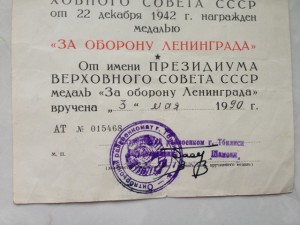 ХОВНОГО СОВЕТА СССР
от 22 декабря 1942 г. награжден
медалью
«ЗА ОБОРОНУ ЛЕНИНГРАДА»
От имени ПРЕЗИДИУМА
ВЕРХОВНОГО СОВЕТА СССР
медаль «За оборону Ленинграда»
вручена „3“ мая 1990 г.
АТ № 015468
М. П.